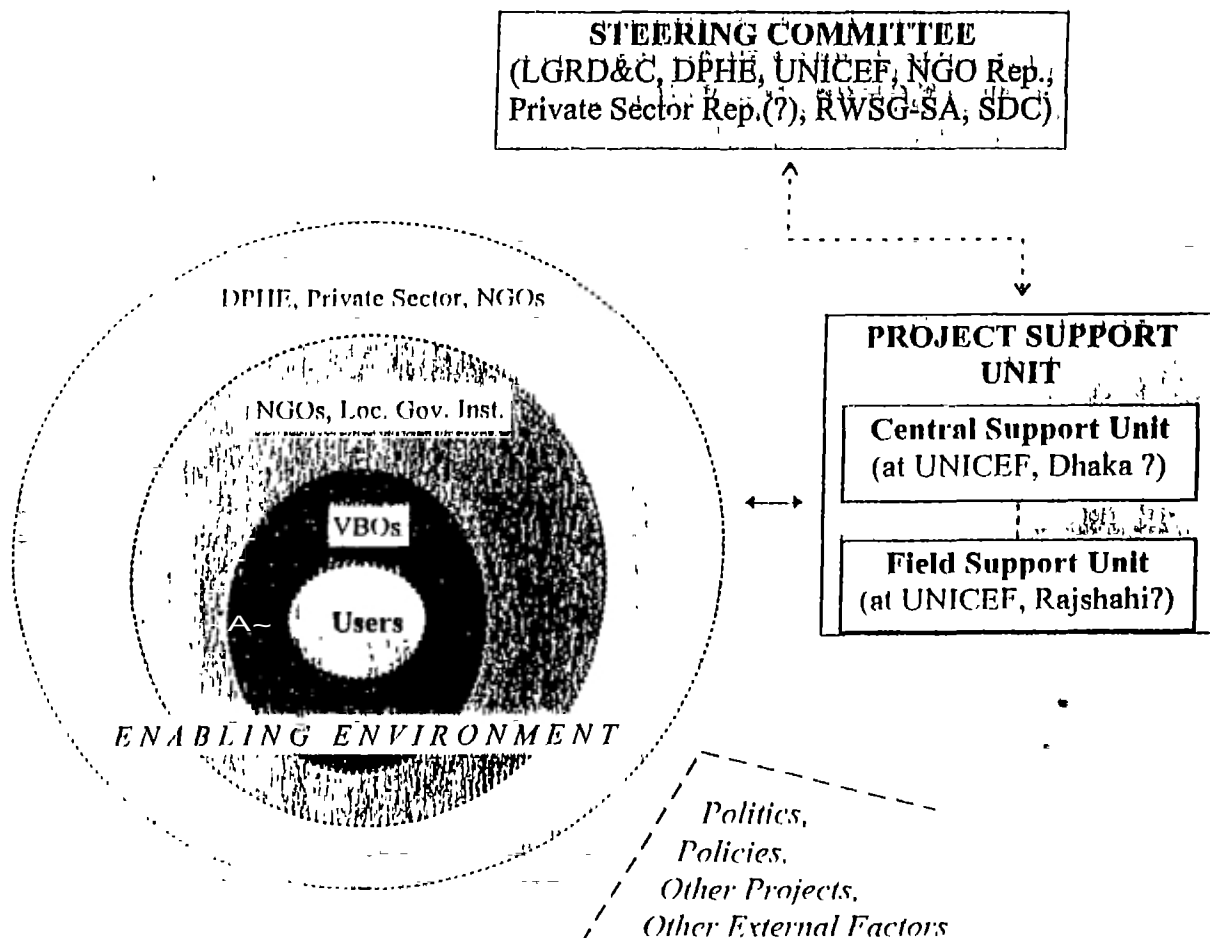 STEERING COMMITTEE
(LGRD&C, DPHE, UNICEF, NGO Rep.,
Private Sector Rep.(?), RWSG-SA, SDC)
DPHE, Private Sector, NGOs
NGOs, Loc. Gov. Inst.
VBOs
Users
A~
ENABLING ENVIRONMENT
PROJECT SUPPORT
UNIT
Central Support Unit
(at UNICEF, Dhaka ?)
Field Support Unit
(at UNICEF, Rajshahi?)
Politics,
Policies,
Other Projects,
Other External Factors